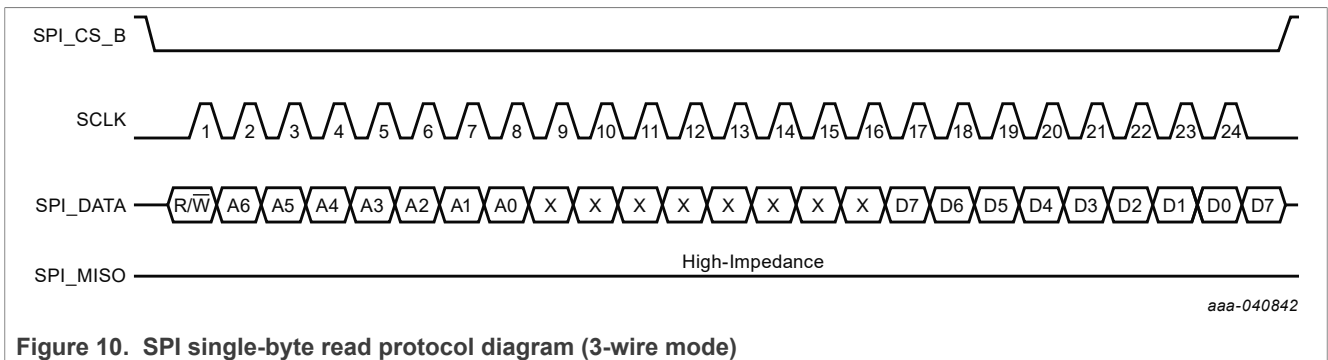 SPI_CS_B
SCLK 1 2 3 4 5 6 7 8 9 10 11 12 13 14 15 16 17 18 19 20 21 22 23 24
SPI_DATA R/W̅ A6 A5 A4 A3 A2 A1 A0 X X X X X X X X D7 D6 D5 D4 D3 D2 D1 D0 D7
High-Impedance
SPI_MISO
aaa-040842
Figure 10. SPI single-byte read protocol diagram (3-wire mode)